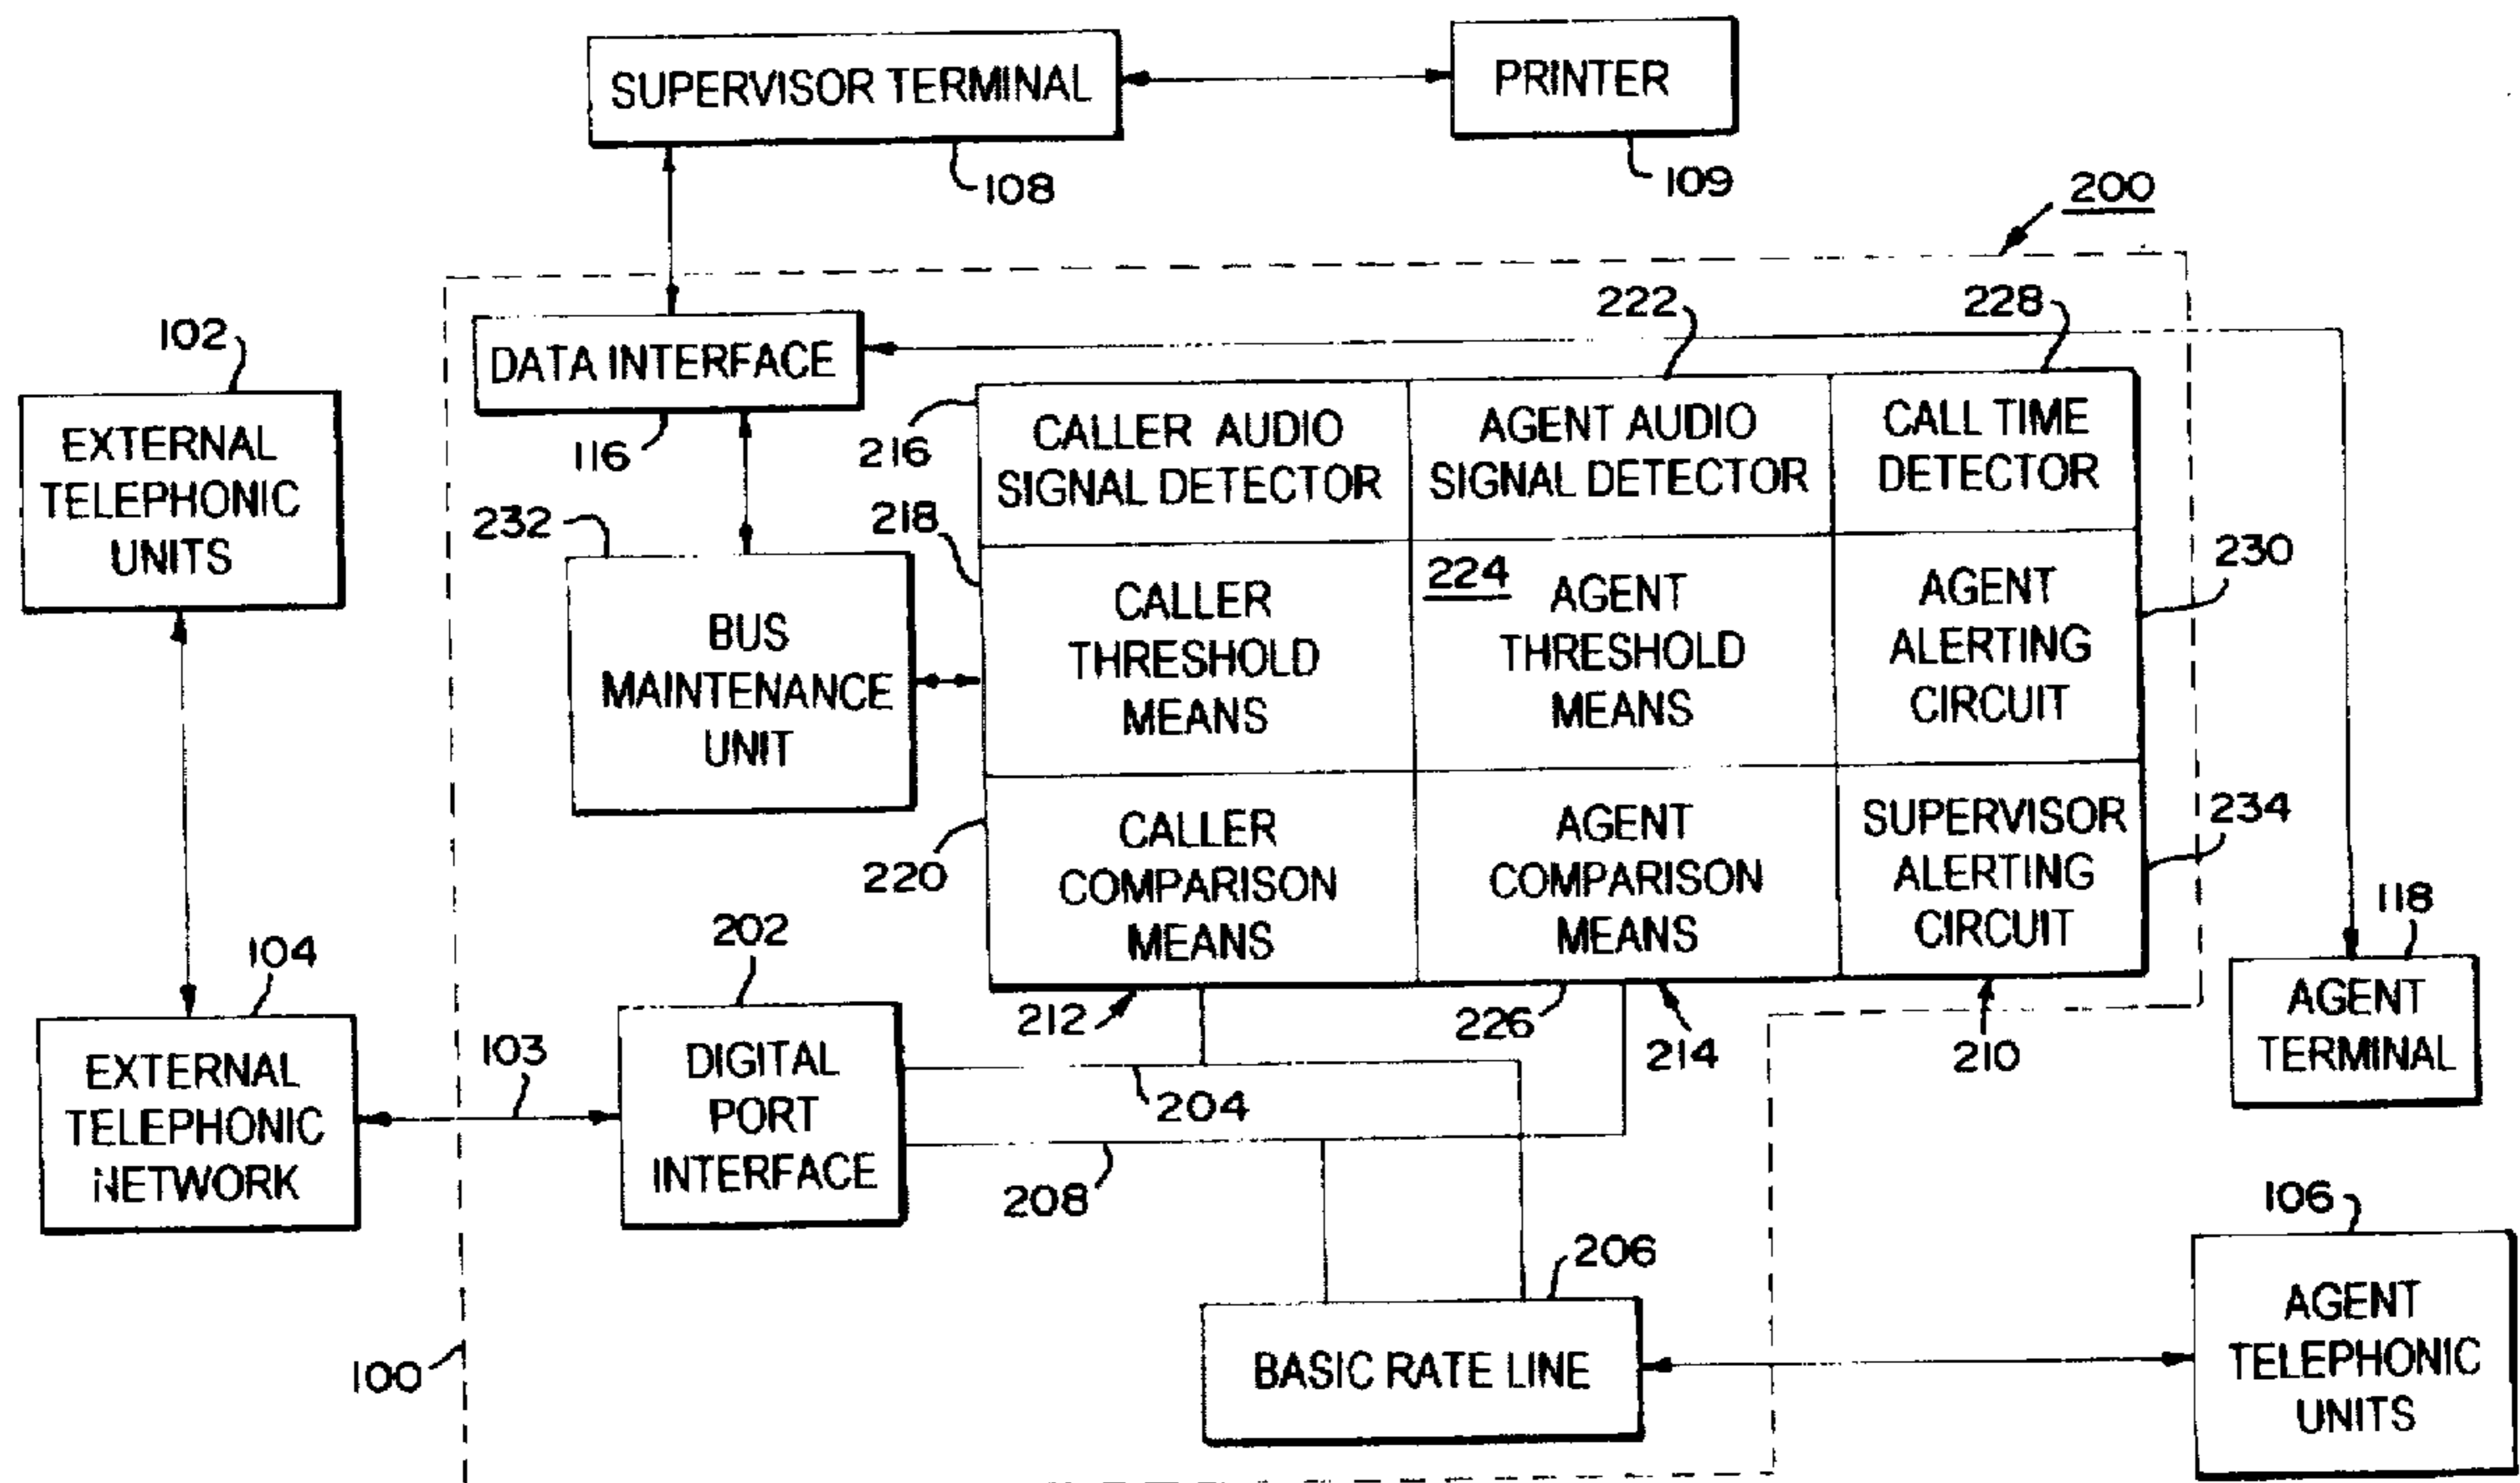 SUPERVISOR TERMINAL
108
PRINTER
109
200
102
EXTERNAL
TELEPHONIC
UNITS
DATA INTERFACE
116
222
228
216
CALLER AUDIO
SIGNAL DETECTOR
AGENT AUDIO
SIGNAL DETECTOR
CALL TIME
DETECTOR
232
BUS
MAINTENANCE
UNIT
218
CALLER
THRESHOLD
MEANS
224
AGENT
THRESHOLD
MEANS
AGENT
ALERTING
CIRCUIT
230
220
CALLER
COMPARISON
MEANS
AGENT
COMPARISON
MEANS
SUPERVISOR
ALERTING
CIRCUIT
234
118
AGENT
TERMINAL
104
EXTERNAL
TELEPHONIC
NETWORK
103
202
DIGITAL
PORT
INTERFACE
212
226
214
210
204
208
206
BASIC RATE LINE
106
AGENT
TELEPHONIC
UNITS
100